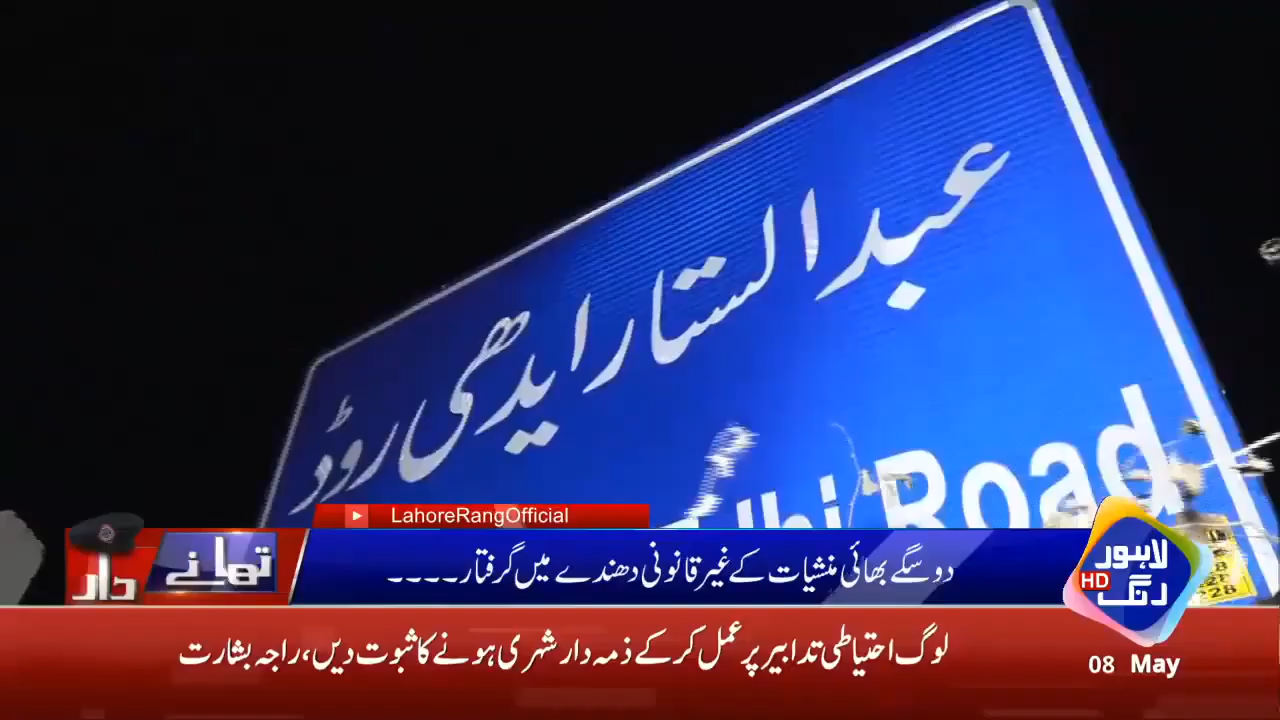 عبدالستار ایدھی روڈ
Edhi Road
LahoreRangOfficial
تھانے دار
دو سگے بھائی منشیات کے غیر قانونی دھندے میں گرفتار ۔۔۔۔
لاہور
رنگ
HD
لوگ احتیاطی تدابیر پر عمل کر کے ذمہ دار شہری ہونے کا ثبوت دیں، راجہ بشارت
08 May